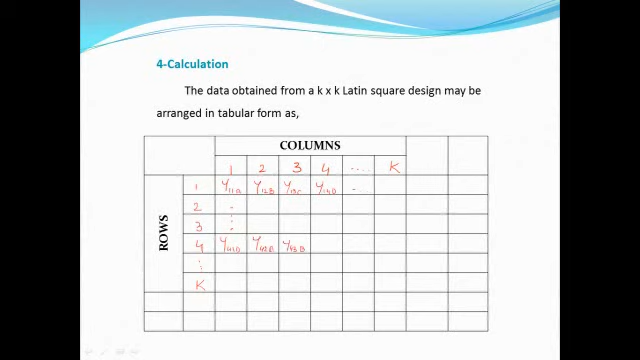 4-Calculation
The data obtained from a k x k Latin square design may be
arranged in tabular form as,
COLUMNS
1 2 3 4 .... K
ROWS
1 Y11A Y12B Y13C Y14D ..
2
3
4 Y41D Y43B
K